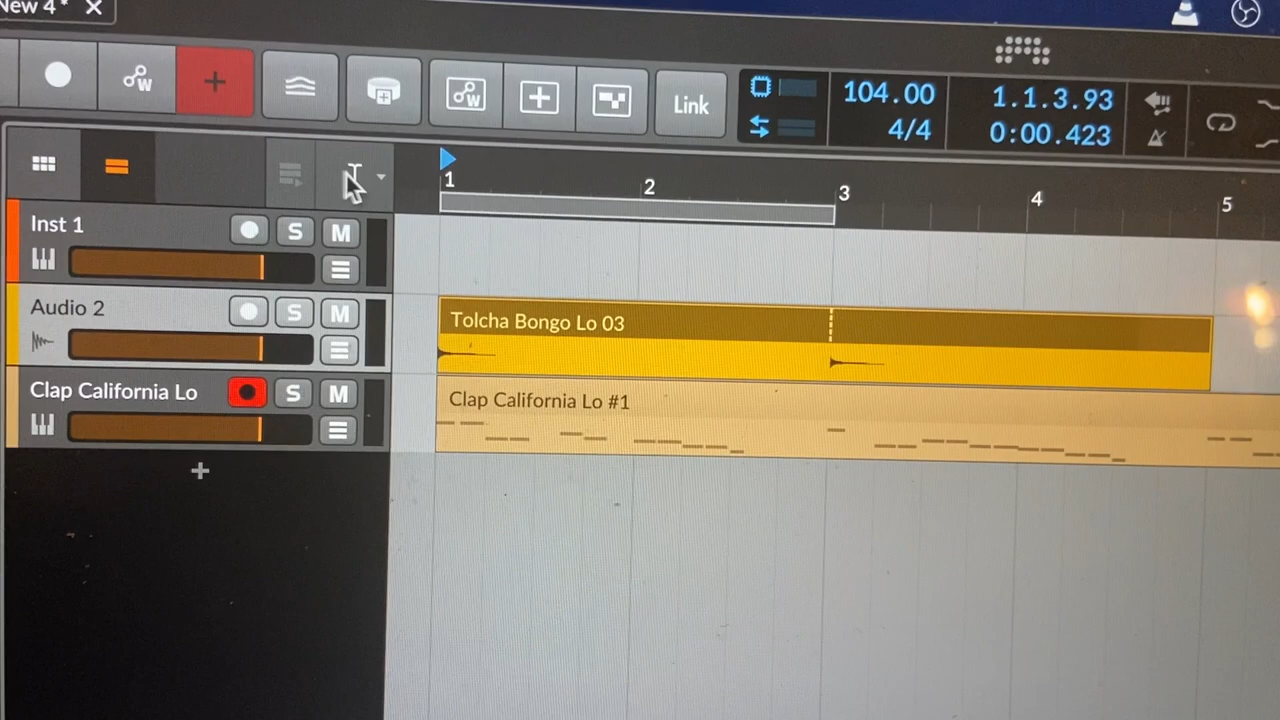 New 4*
W
W
Link
104.00
4/4
1.1.3.93
0:00.423
1
2
3
4
5
Inst 1
S
M
Audio 2
S
M
Tolcha Bongo Lo 03
Clap California Lo
S
M
Clap California Lo #1